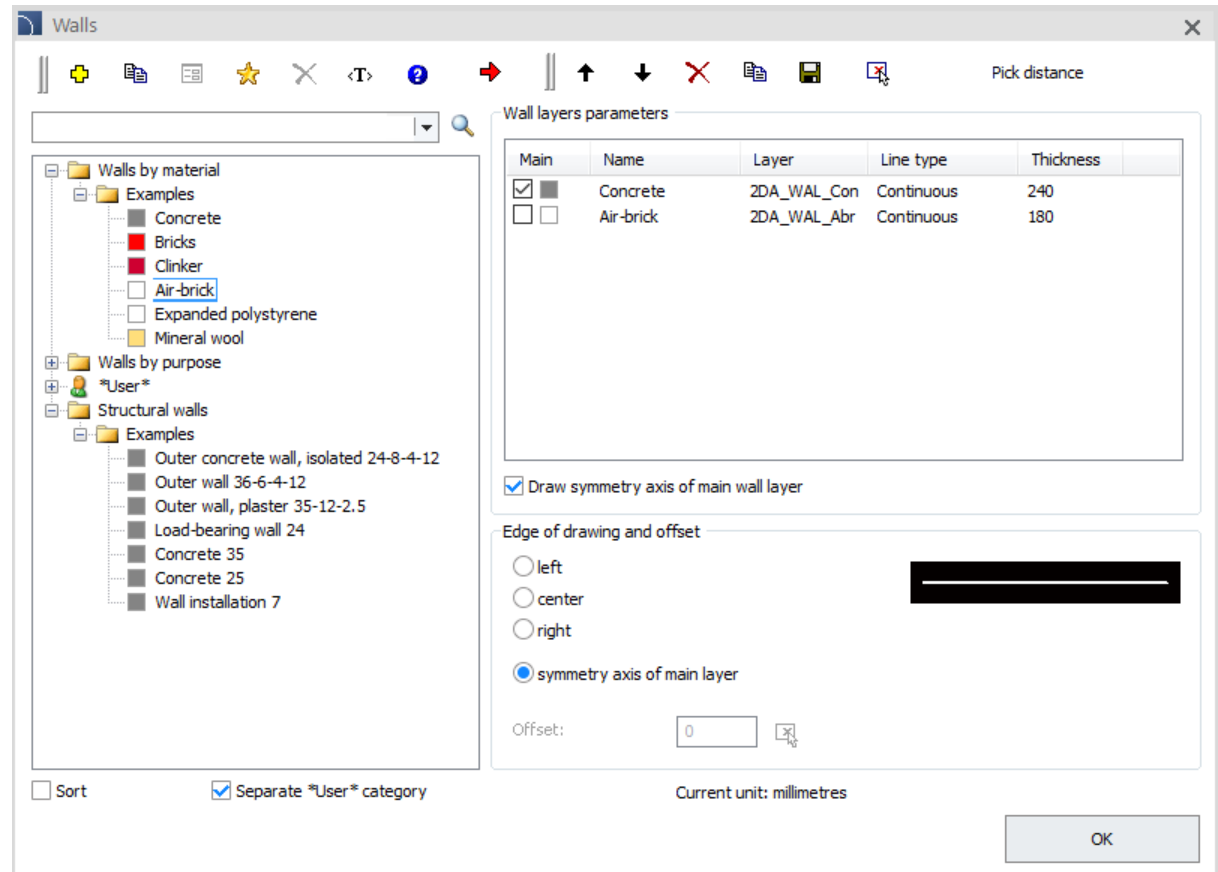 Walls
<T>
?
Pick distance
Wall layers parameters
Main Name Layer Line type Thickness
Concrete 2DA_WAL_Con Continuous 240
Air-brick 2DA_WAL_Abr Continuous 180
Walls by material
Examples
Concrete
Bricks
Clinker
Air-brick
Expanded polystyrene
Mineral wool
Walls by purpose
*User*
Structural walls
Examples
Outer concrete wall, isolated 24-8-4-12
Outer wall 36-6-4-12
Outer wall, plaster 35-12-2.5
Load-bearing wall 24
Concrete 35
Concrete 25
Wall installation 7
Draw symmetry axis of main wall layer
Edge of drawing and offset
left
center
right
symmetry axis of main layer
Offset: 0
Sort
Separate *User* category
Current unit: millimetres
OK